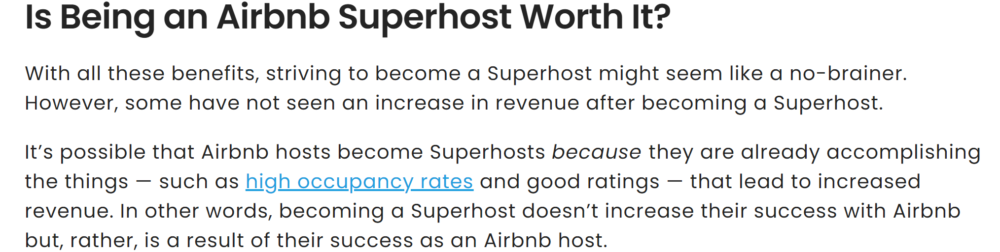 Is Being an Airbnb Superhost Worth It?
With all these benefits, striving to become a Superhost might seem like a no-brainer.
However, some have not seen an increase in revenue after becoming a Superhost.
It’s possible that Airbnb hosts become Superhosts because they are already accomplishing
the things — such as high occupancy rates and good ratings — that lead to increased
revenue. In other words, becoming a Superhost doesn’t increase their success with Airbnb
but, rather, is a result of their success as an Airbnb host.